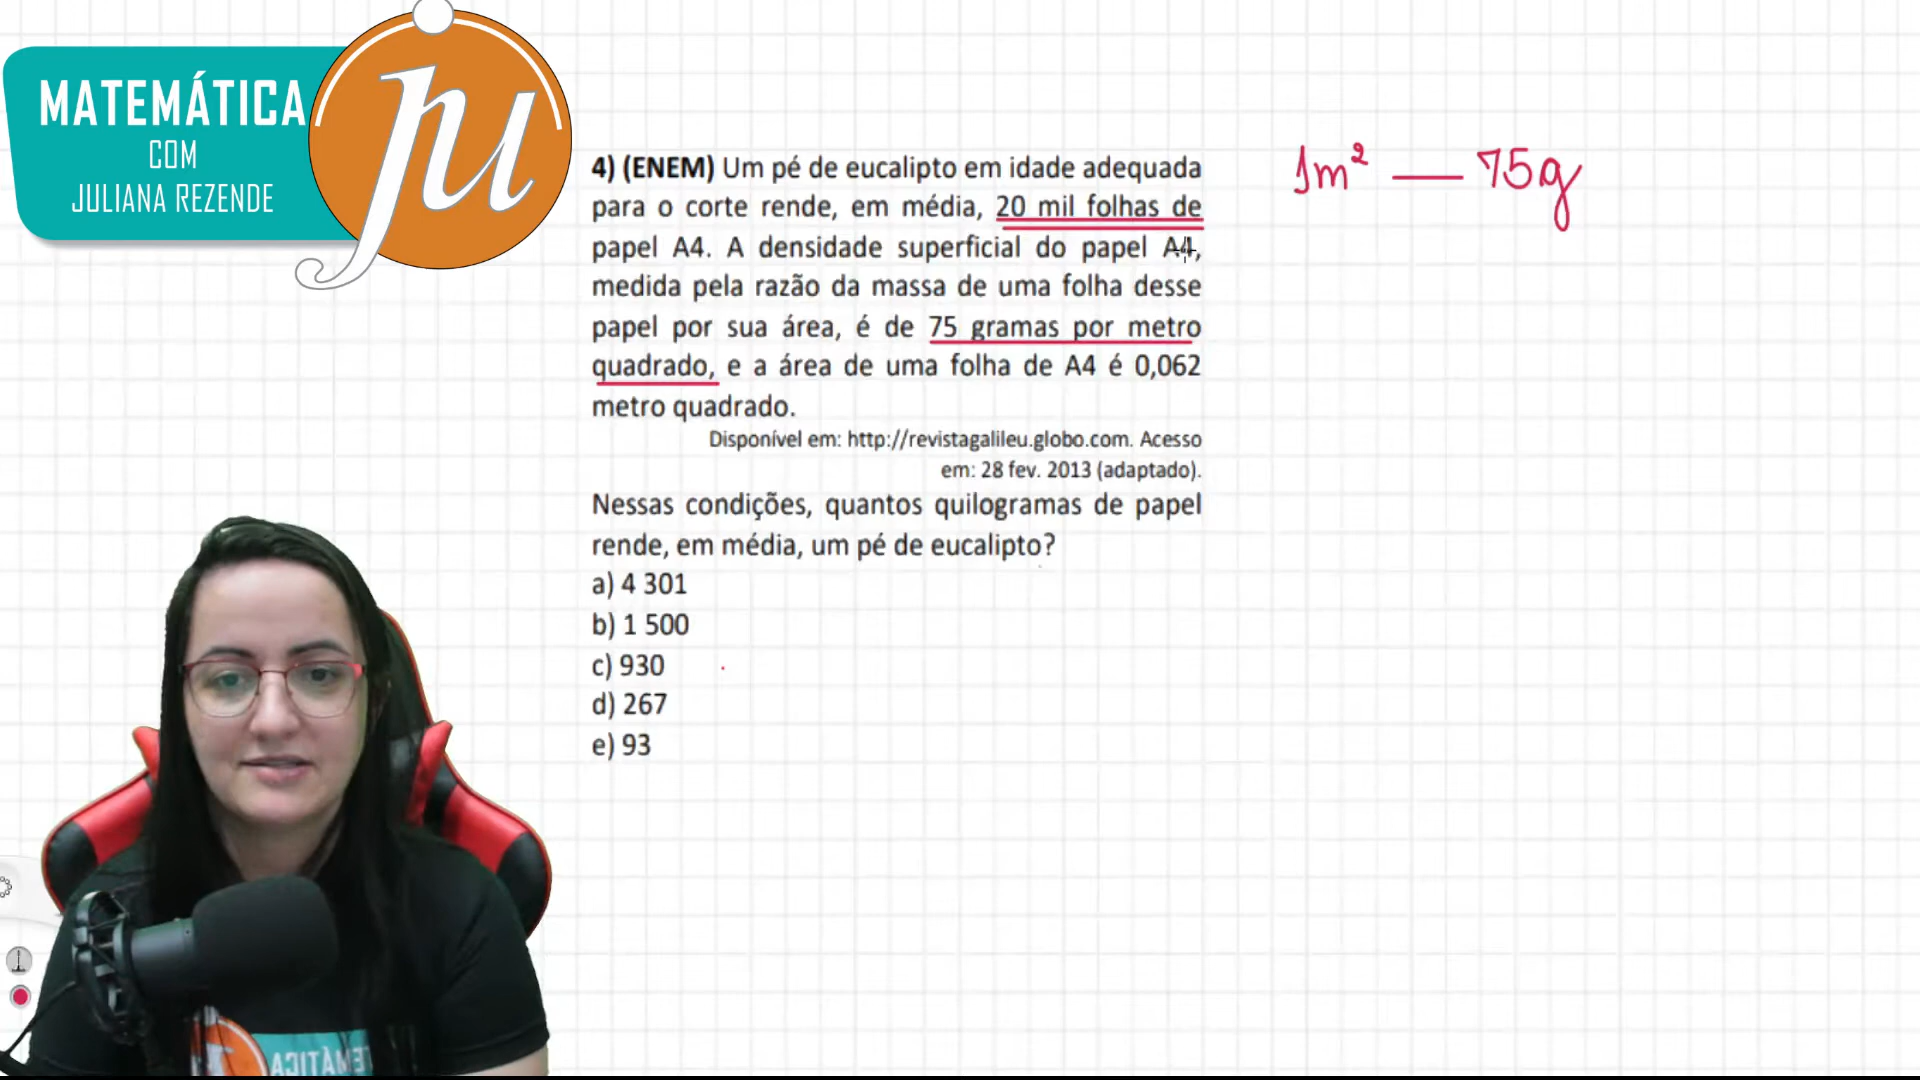 MATEMÁTICA
COM
JULIANA REZENDE
ju
4) (ENEM) Um pé de eucalipto em idade adequada
para o corte rende, em média, 20 mil folhas de
papel A4. A densidade superficial do papel A4,
medida pela razão da massa de uma folha desse
papel por sua área, é de 75 gramas por metro
quadrado, e a área de uma folha de A4 é 0,062
metro quadrado.
Disponível em: http://revistagalileu.globo.com. Acesso
em: 28 fev. 2013 (adaptado).
Nessas condições, quantos quilogramas de papel
rende, em média, um pé de eucalipto?
a) 4 301
b) 1 500
c) 930
d) 267
e) 93
1m² — 75g